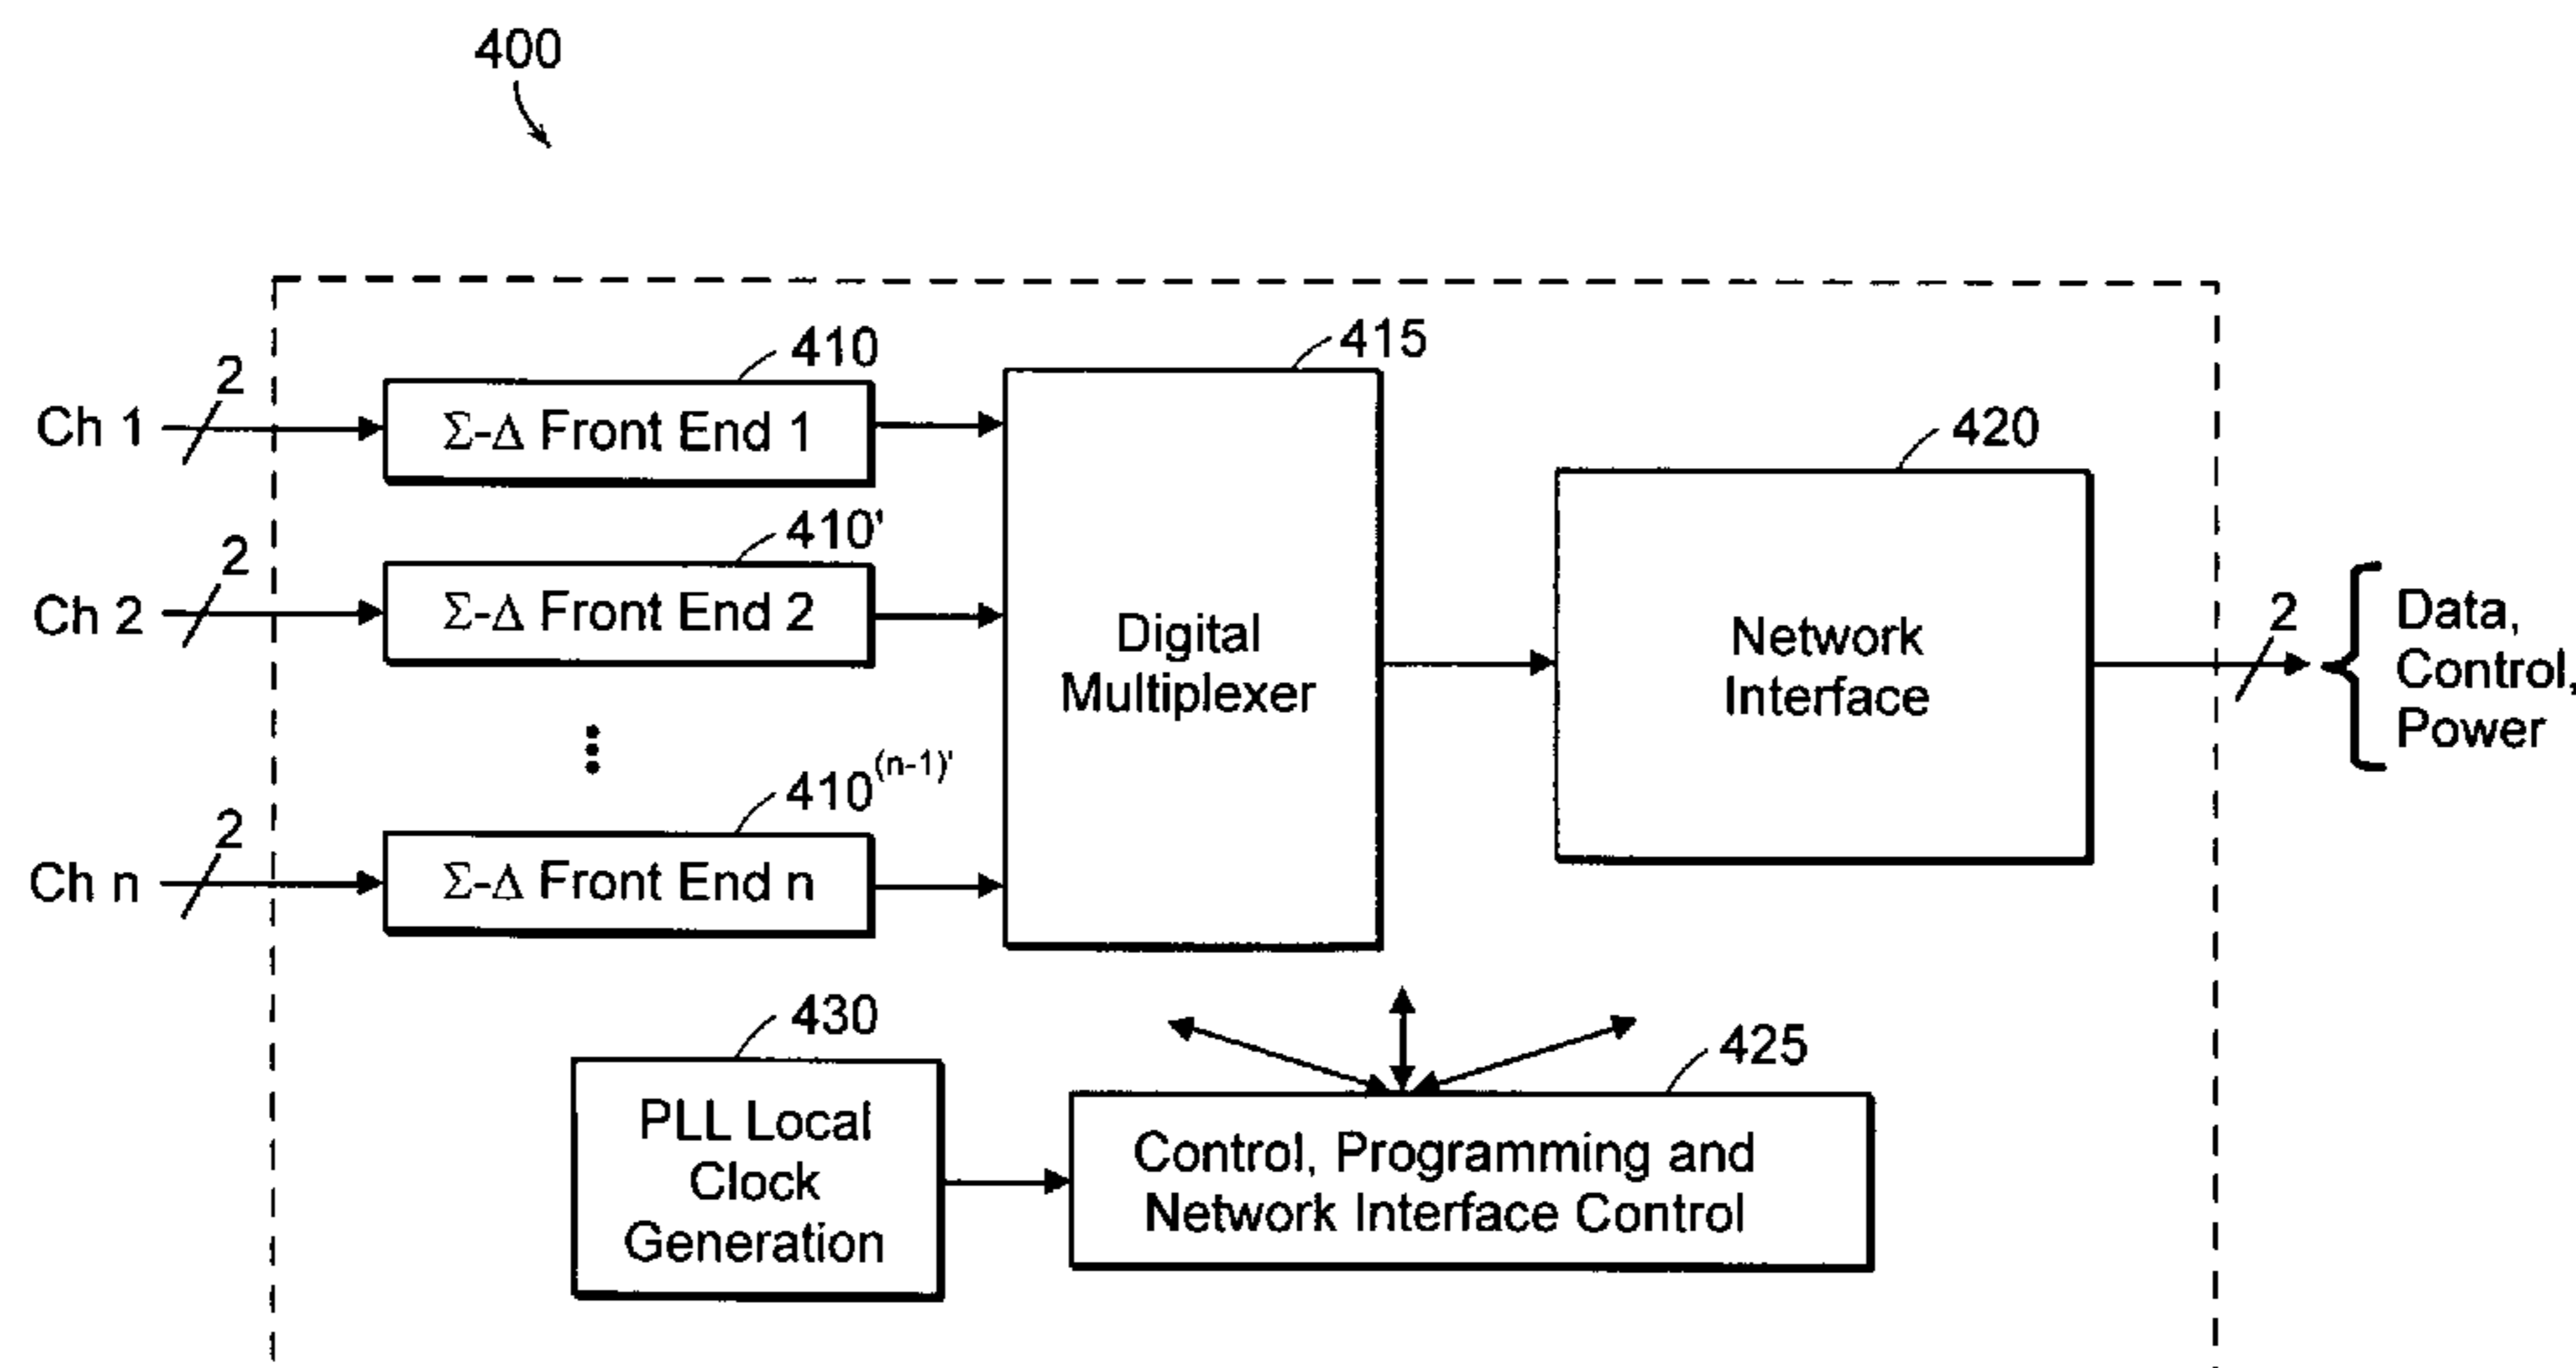 400
410
415
2
Ch 1
Σ-Δ Front End 1
420
410'
2
Ch 2
Σ-Δ Front End 2
Digital
Multiplexer
Network
Interface
2
Data,
Control,
Power
410(n-1)'
2
Ch n
Σ-Δ Front End n
430
425
PLL Local
Clock
Generation
Control, Programming and
Network Interface Control